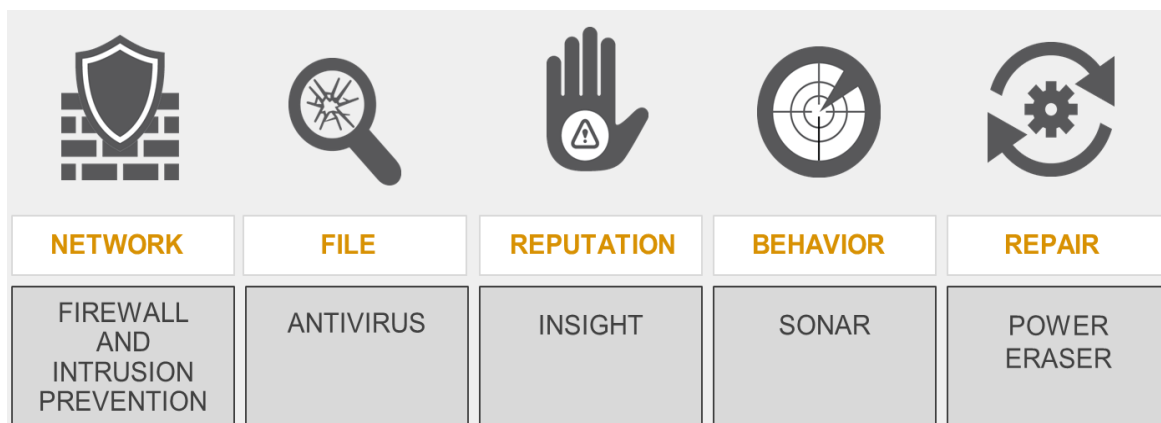 NETWORK
FILE
REPUTATION
BEHAVIOR
REPAIR
FIREWALL
AND
INTRUSION
PREVENTION
ANTIVIRUS
INSIGHT
SONAR
POWER
ERASER